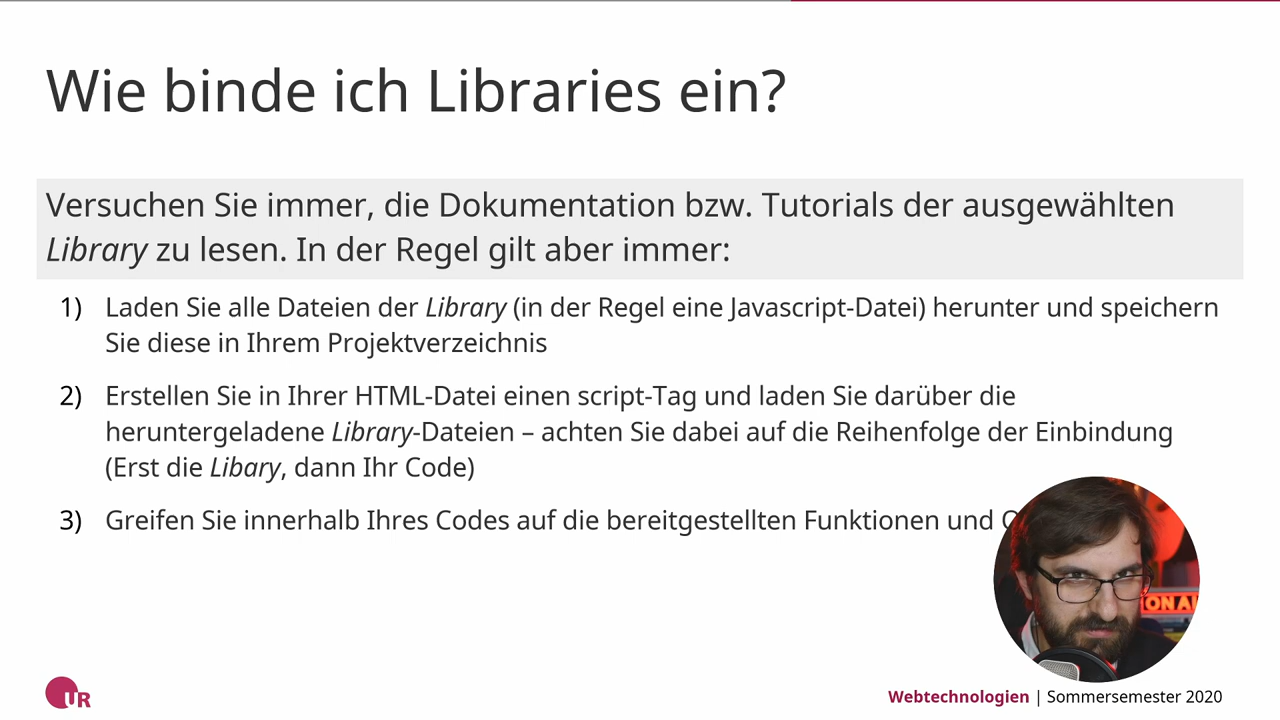 Wie binde ich Libraries ein?
Versuchen Sie immer, die Dokumentation bzw. Tutorials der ausgewählten
Library zu lesen. In der Regel gilt aber immer:
1) Laden Sie alle Dateien der Library (in der Regel eine Javascript-Datei) herunter und speichern
Sie diese in Ihrem Projektverzeichnis
2) Erstellen Sie in Ihrer HTML-Datei einen script-Tag und laden Sie darüber die
heruntergeladene Library-Dateien – achten Sie dabei auf die Reihenfolge der Einbindung
(Erst die Libary, dann Ihr Code)
3) Greifen Sie innerhalb Ihres Codes auf die bereitgestellten Funktionen und
ON AI
UR
Webtechnologien | Sommersemester 2020